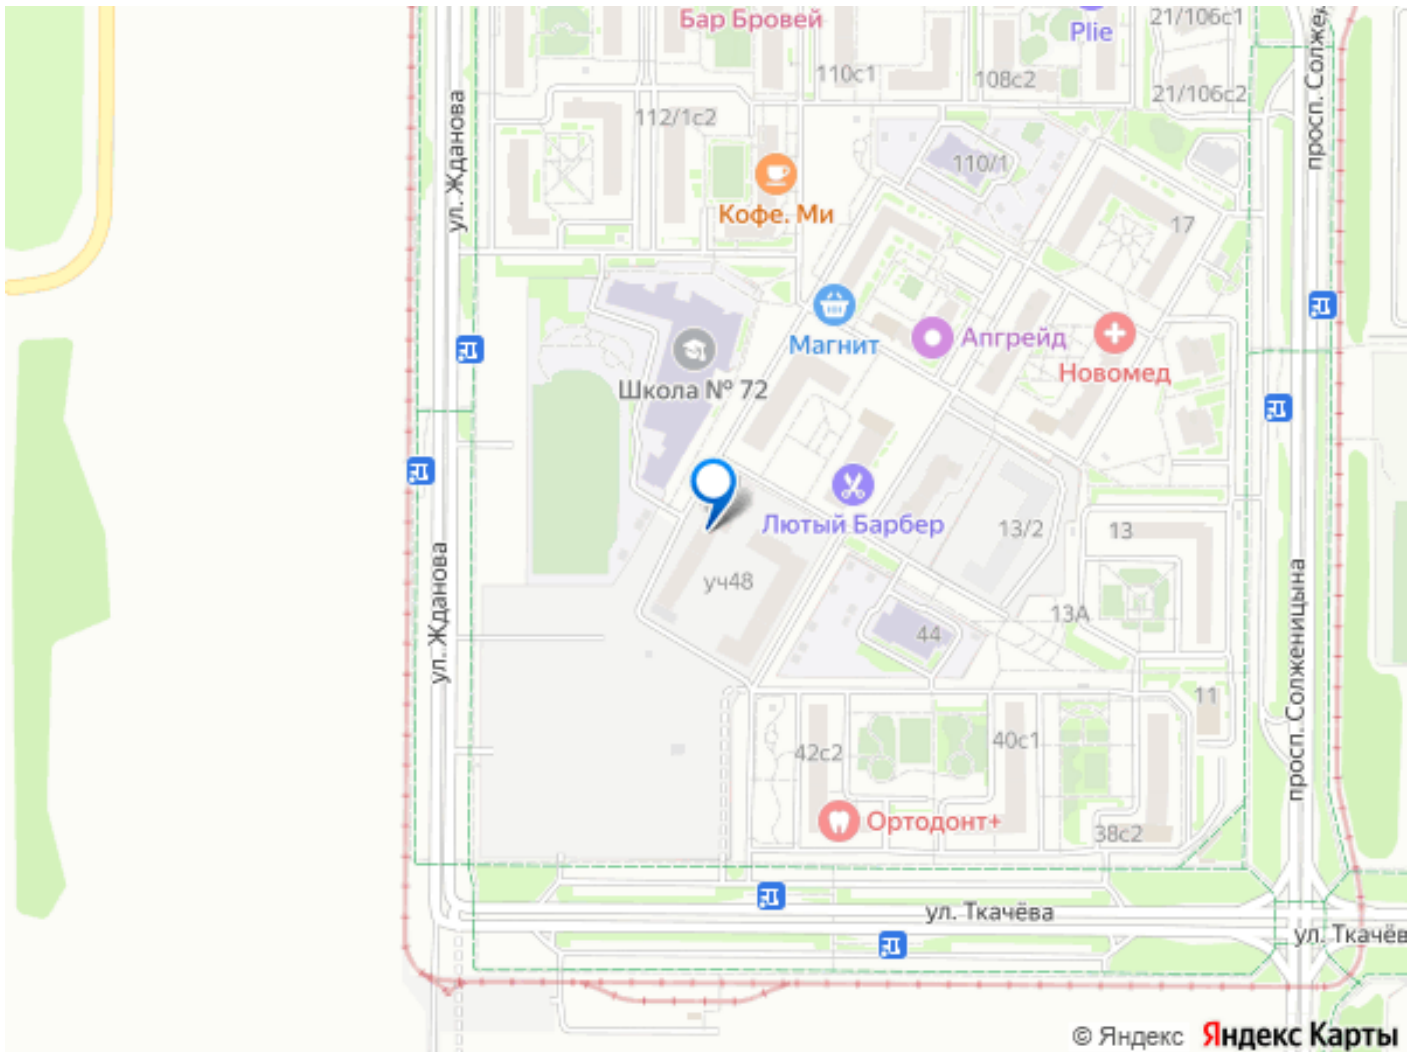 Бар Бровей
Plie
21/106с1
110с1
108с2
21/106с2
112/1с2
просп. Солже
ул. Жданова
110/1
Кофе. Ми
17
Магнит
Апгрейд
Новомед
Школа № 72
Лютый Барбер
13/2
13
уч48
13А
44
ул. Жданова
просп. Солженицына
11
42с2
40с1
Ортодонт+
38с2
ул. Ткачёва
ул. Ткачёв
© Яндекс Яндекс Карты